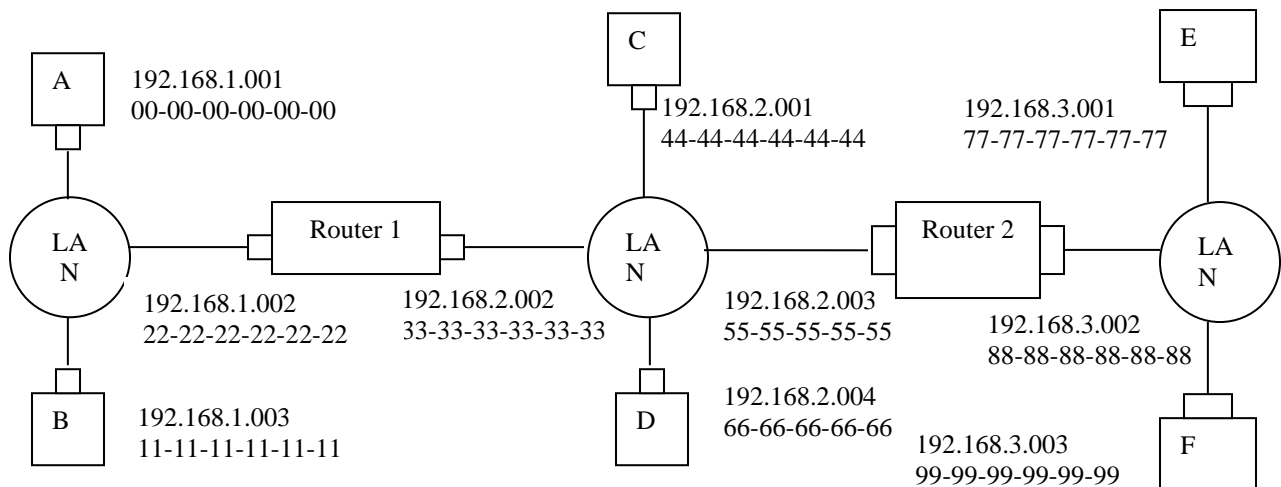 A
192.168.1.001
00-00-00-00-00-00
C
192.168.2.001
44-44-44-44-44-44
E
192.168.3.001
77-77-77-77-77-77
LA
N
Router 1
LA
N
Router 2
LA
N
192.168.1.002
22-22-22-22-22-22
192.168.2.002
33-33-33-33-33-33
192.168.2.003
55-55-55-55-55
192.168.3.002
88-88-88-88-88-88
B
192.168.1.003
11-11-11-11-11-11
D
192.168.2.004
66-66-66-66-66
192.168.3.003
99-99-99-99-99-99
F